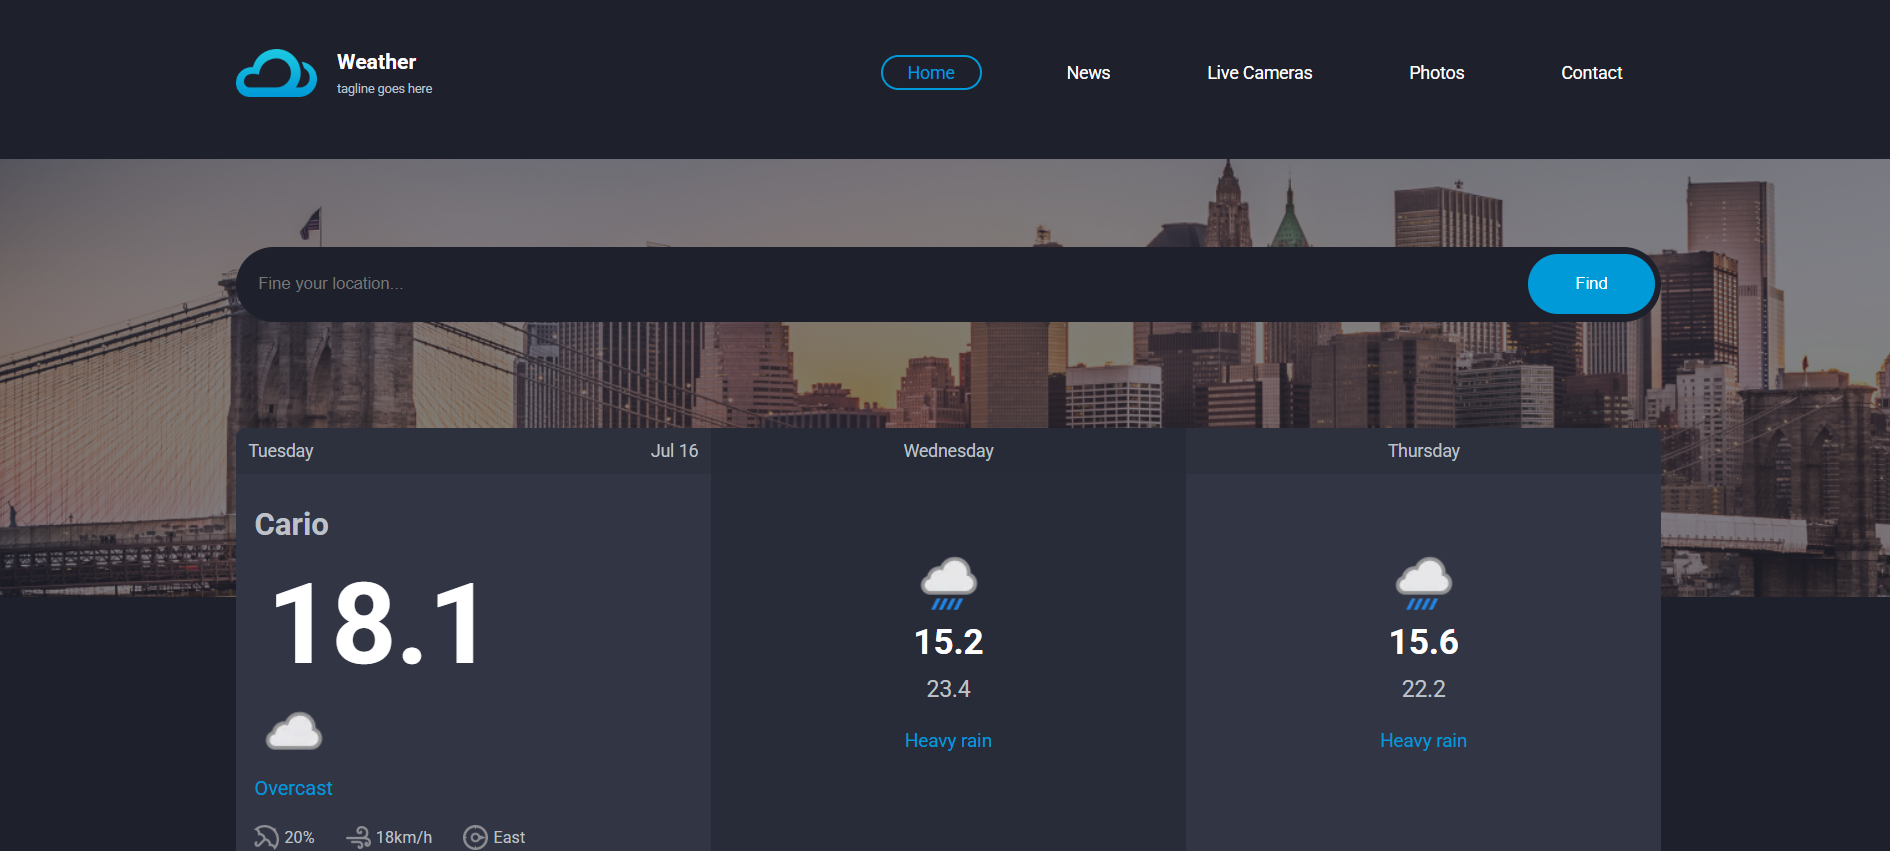 Weather
tagline goes here
Home News Live Cameras Photos Contact
Fine your location...
Find
Tuesday Jul 16
Wednesday
Thursday
Cario
18.1
Overcast
20% 18km/h East
15.2
23.4
Heavy rain
15.6
22.2
Heavy rain